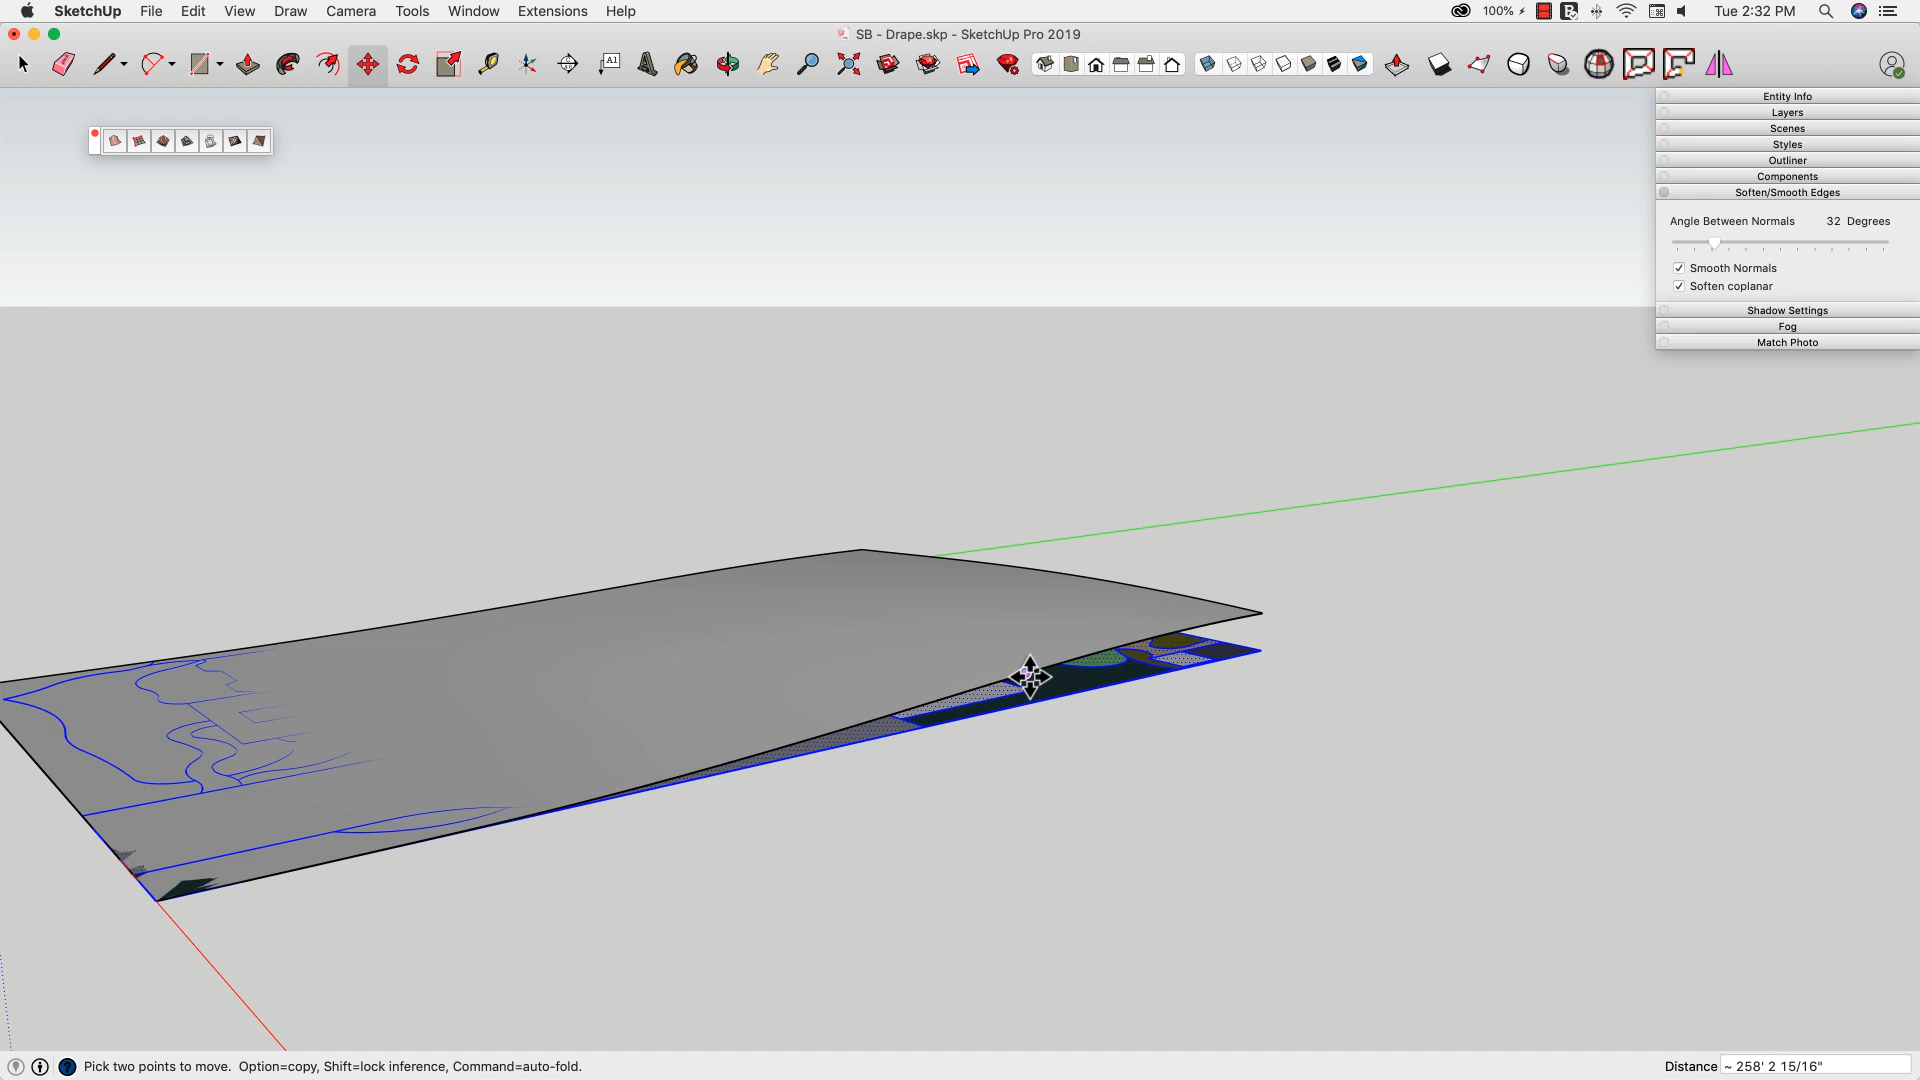 SketchUp File Edit View Draw Camera Tools Window Extensions Help 100% Tue 2:32 PM
SB - Drape.skp - SketchUp Pro 2019
A1
Entity Info
Layers
Scenes
Styles
Outliner
Components
Soften/Smooth Edges
Angle Between Normals 32 Degrees
Smooth Normals
Soften coplanar
Shadow Settings
Fog
Match Photo
Pick two points to move. Option=copy, Shift=lock inference, Command=auto-fold. Distance ~ 258' 2 15/16"